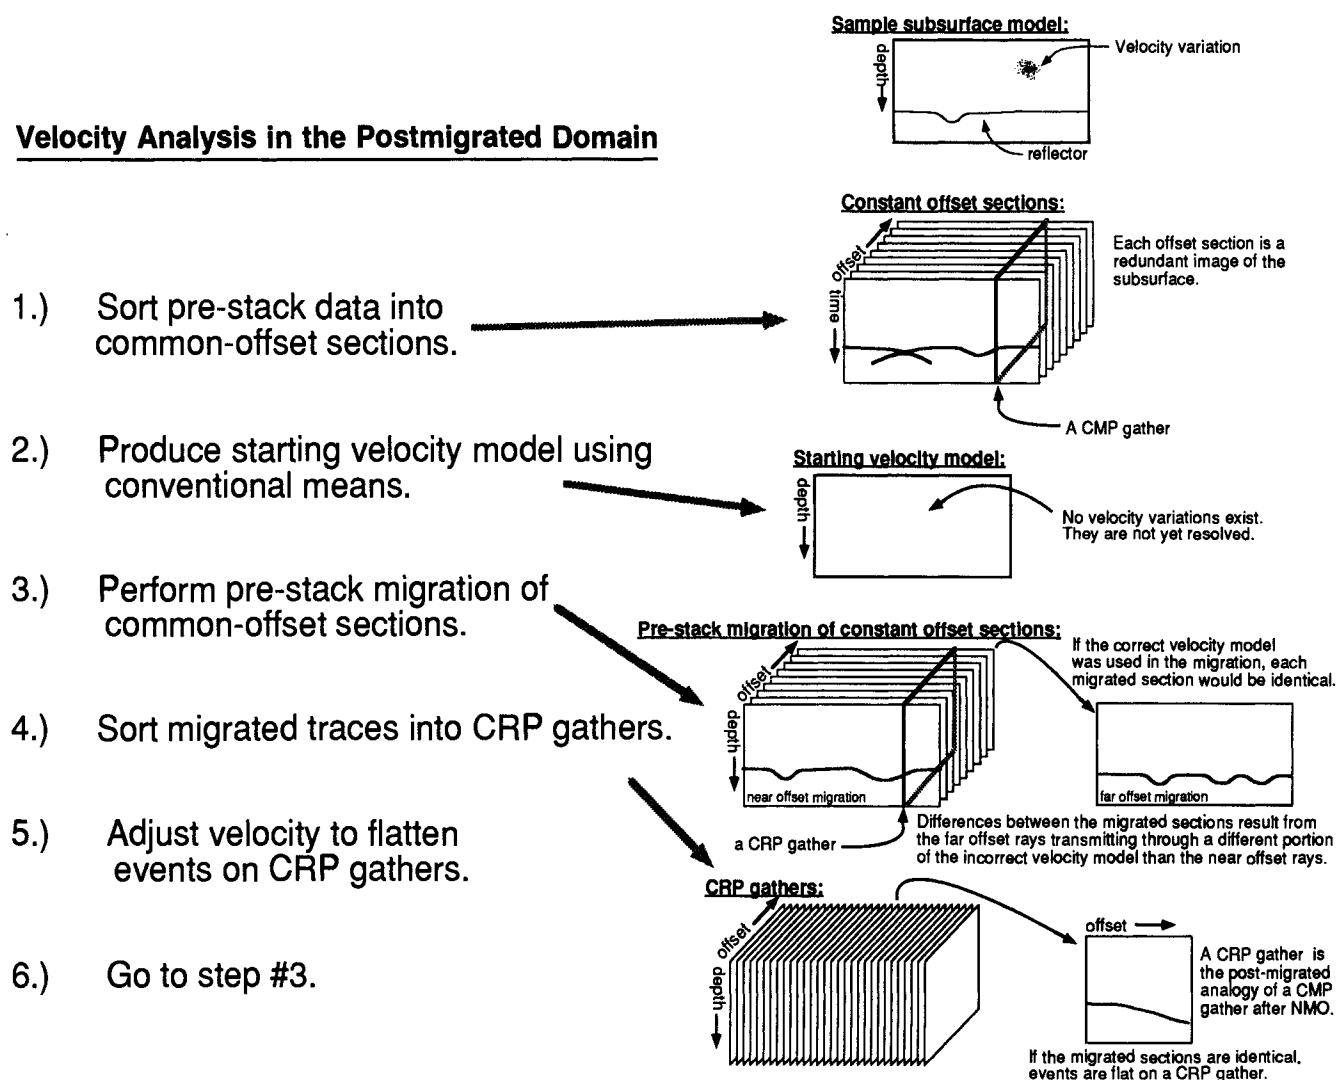 Velocity Analysis in the Postmigrated Domain
1.) Sort pre-stack data into
common-offset sections.
2.) Produce starting velocity model using
conventional means.
3.) Perform pre-stack migration of
common-offset sections.
4.) Sort migrated traces into CRP gathers.
5.) Adjust velocity to flatten
events on CRP gathers.
6.) Go to step #3.
Sample subsurface model:
depth
Velocity variation
reflector
Constant offset sections:
offset
time
Each offset section is a
redundant image of the
subsurface.
A CMP gather
Starting velocity model:
depth
No velocity variations exist.
They are not yet resolved.
Pre-stack migration of constant offset sections:
offset
depth
near offset migration
a CRP gather
If the correct velocity model
was used in the migration, each
migrated section would be identical.
far offset migration
Differences between the migrated sections result from
the far offset rays transmitting through a different portion
of the incorrect velocity model than the near offset rays.
CRP gathers:
offset
depth
offset
A CRP gather is
the post-migrated
analogy of a CMP
gather after NMO.
If the migrated sections are identical,
events are flat on a CRP gather.